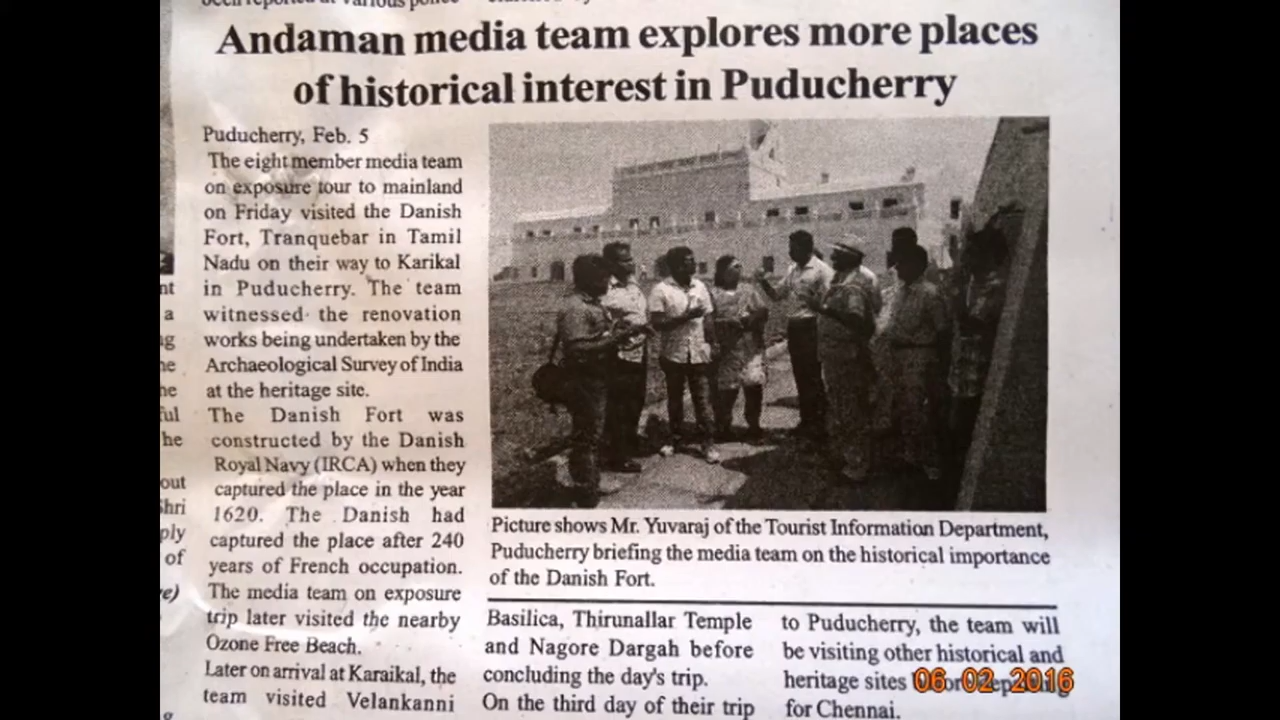 Andaman media team explores more places
of historical interest in Puducherry
Puducherry, Feb. 5
The eight member media team
on exposure tour to mainland
on Friday visited the Danish
Fort, Tranquebar in Tamil
Nadu on their way to Karikal
in Puducherry. The team
witnessed the renovation
works being undertaken by the
Archaeological Survey of India
at the heritage site.
The Danish Fort was
constructed by the Danish
Royal Navy (IRCA) when they
captured the place in the year
1620. The Danish had
captured the place after 240
years of French occupation.
The media team on exposure
trip later visited the nearby
Ozone Free Beach.
Later on arrival at Karaikal, the
team visited Velankanni
Picture shows Mr. Yuvaraj of the Tourist Information Department,
Puducherry briefing the media team on the historical importance
of the Danish Fort.
Basilica, Thirunallar Temple
and Nagore Dargah before
concluding the day's trip.
On the third day of their trip
to Puducherry, the team will
be visiting other historical and
heritage sites
for Chennai.
06 02 2016